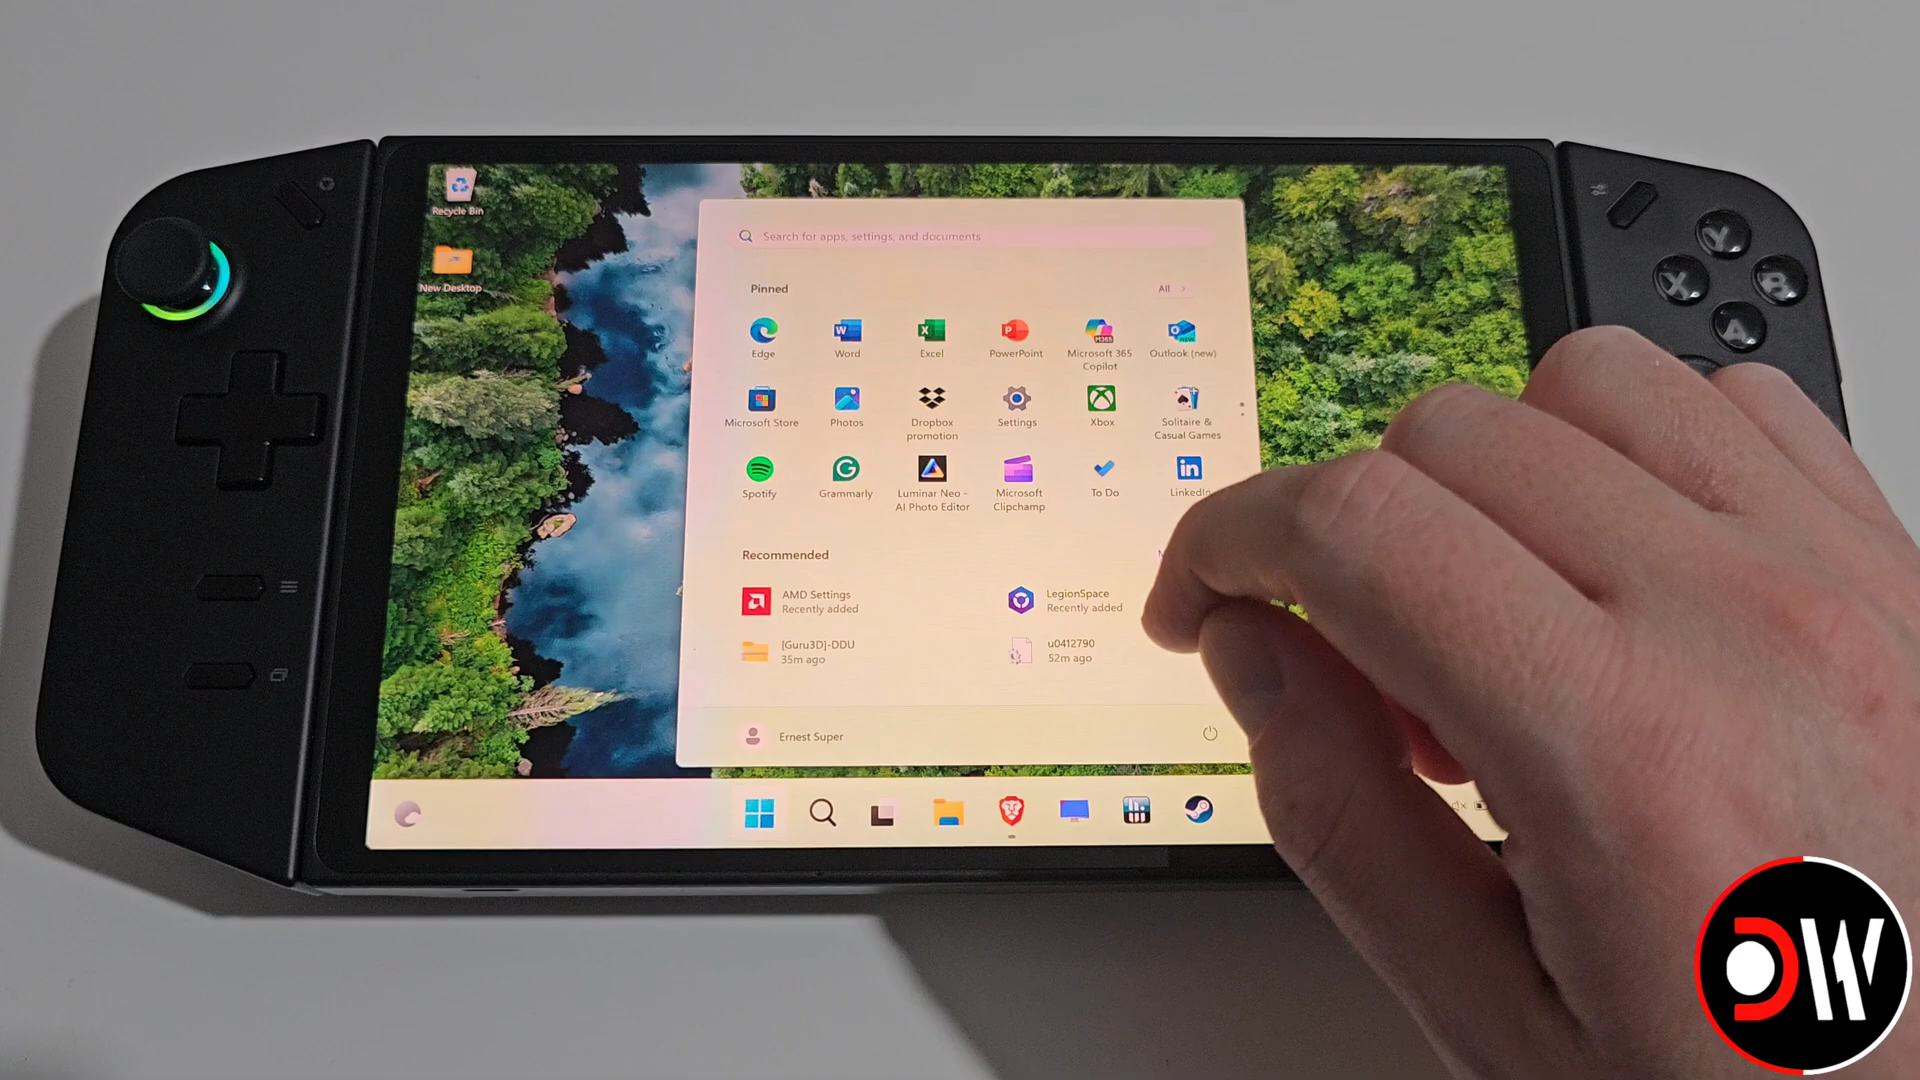 Recycle Bin
New Desktop
Search for apps, settings, and documents
Pinned
All
Edge
Word
Excel
PowerPoint
Microsoft 365
Copilot
Outlook (new)
Microsoft Store
Photos
Dropbox
promotion
Settings
Xbox
Solitaire &
Casual Games
Spotify
Grammarly
Luminar Neo -
AI Photo Editor
Microsoft
Clipchamp
To Do
LinkedIn
Recommended
AMD Settings
Recently added
LegionSpace
Recently added
[Guru3D]-DDU
35m ago
u0412790
52m ago
Ernest Super
Y
X
B
A
DW